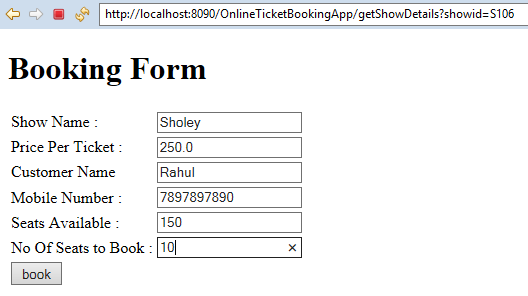 http://localhost:8090/OnlineTicketBookingApp/getShowDetails?showid=S106
Booking Form
Show Name : Sholey
Price Per Ticket : 250.0
Customer Name Rahul
Mobile Number : 7897897890
Seats Available : 150
No Of Seats to Book : 10
book